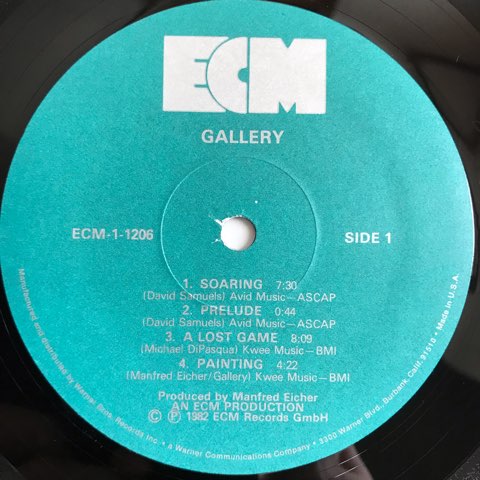 ECM
GALLERY
ECM-1-1206
SIDE 1
1. SOARING 7:30
(David Samuels) Avid Music—ASCAP
2. PRELUDE 0:44
(David Samuels) Avid Music—ASCAP
3. A LOST GAME 8:09
(Michael DiPasqua) Kwee Music—BMI
4. PAINTING 4:22
(Manfred Eicher/Gallery) Kwee Music—BMI
Produced by Manfred Eicher
AN ECM PRODUCTION
© ℗ 1982 ECM Records GmbH
Manufactured and distributed by Warner Bros. Records Inc. • a Warner Communications Company • 3300 Warner Blvd., Burbank, Calif. 91510 • Made in U.S.A.